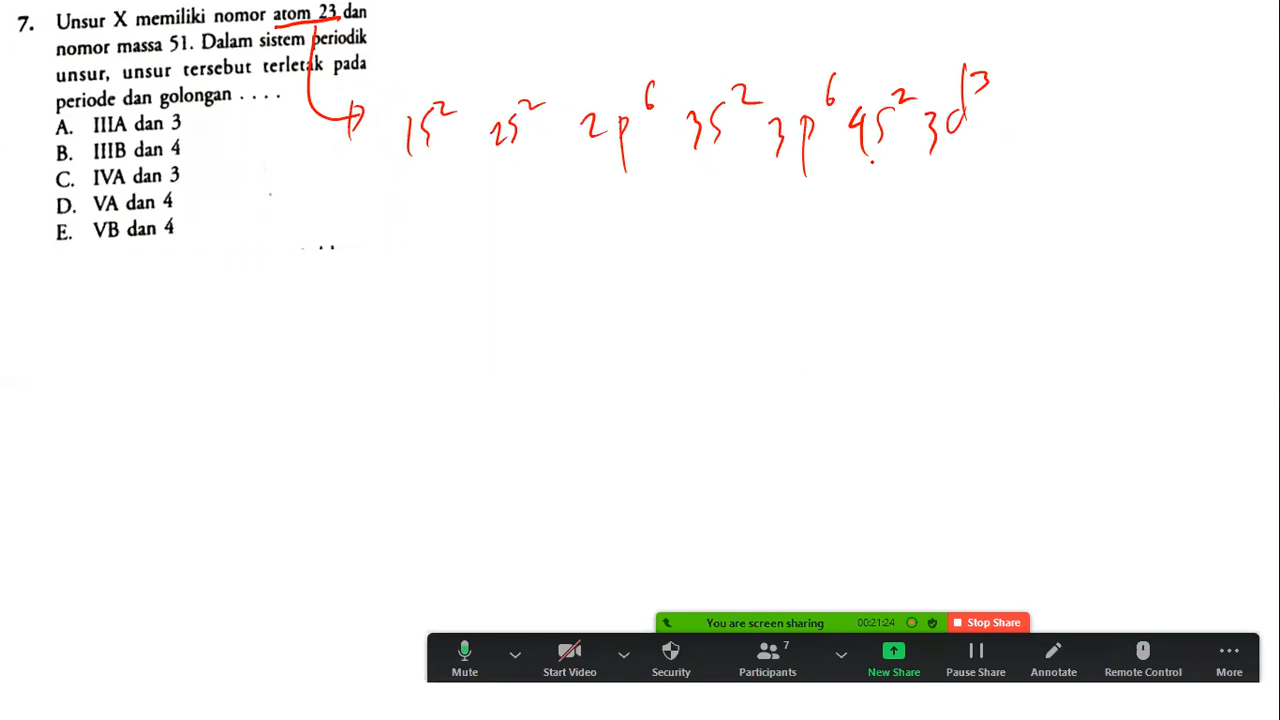 7. Unsur X memiliki nomor atom 23 dan
nomor massa 51. Dalam sistem periodik
unsur, unsur tersebut terletak pada
periode dan golongan . . . .
A. IIIA dan 3
B. IIIB dan 4
C. IVA dan 3
D. VA dan 4
E. VB dan 4
1s² 2s² 2p⁶ 3s² 3p⁶ 4s² 3d³
You are screen sharing 00:21:24 Stop Share
7
Mute Start Video Security Participants New Share Pause Share Annotate Remote Control More